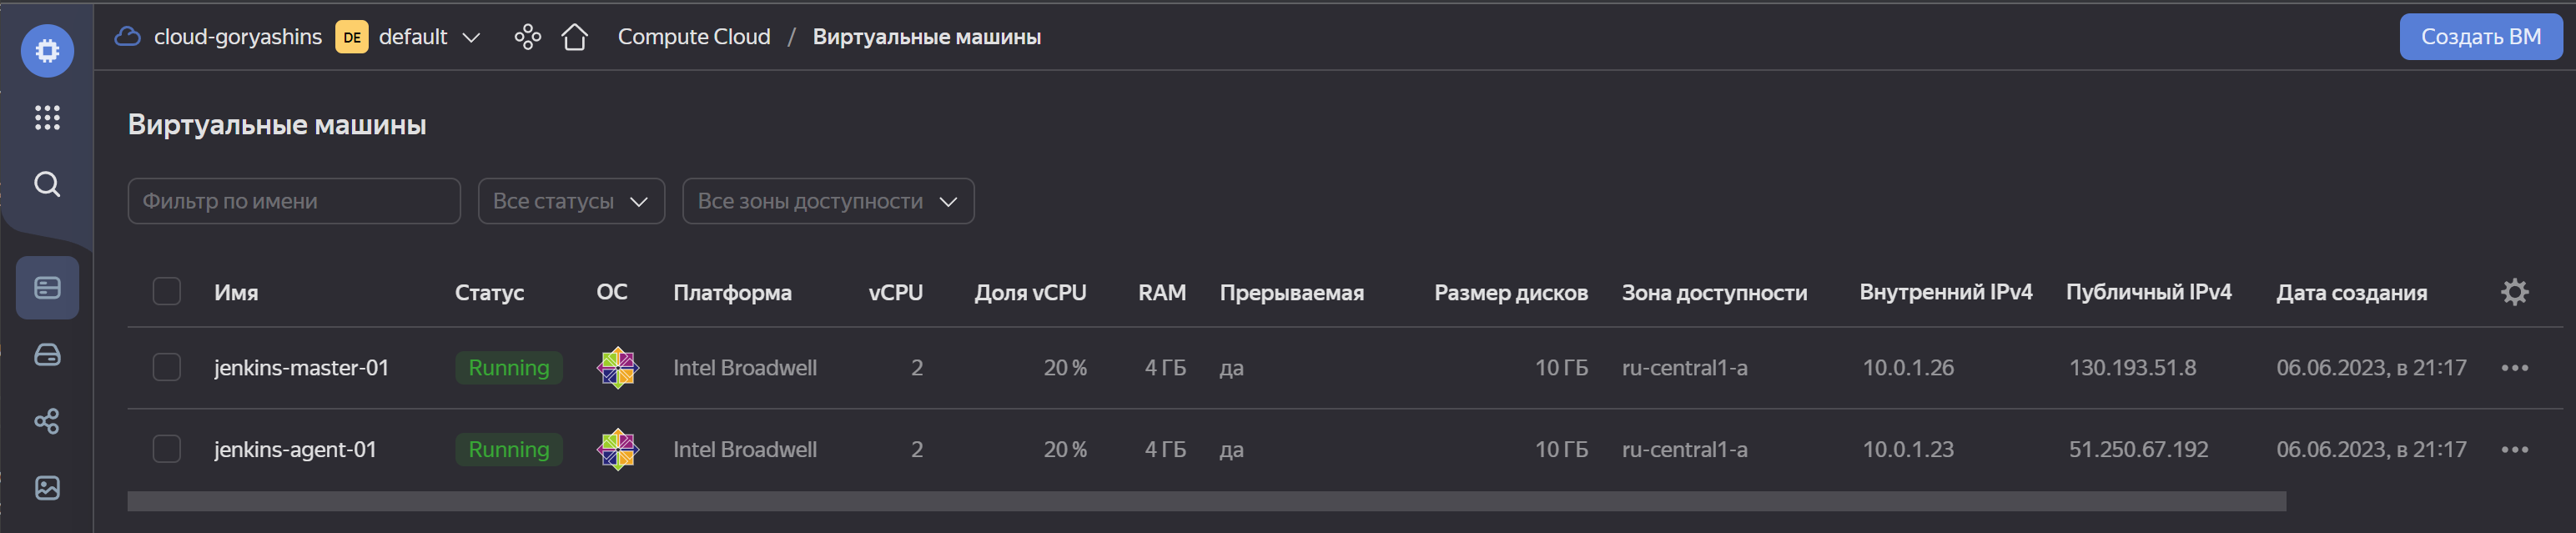 cloud-goryashins DE default Compute Cloud / Виртуальные машины Создать ВМ
Виртуальные машины
Фильтр по имени Все статусы Все зоны доступности
Имя Статус ОС Платформа vCPU Доля vCPU RAM Прерываемая Размер дисков Зона доступности Внутренний IPv4 Публичный IPv4 Дата создания
jenkins-master-01 Running Intel Broadwell 2 20 % 4 ГБ да 10 ГБ ru-central1-a 10.0.1.26 130.193.51.8 06.06.2023, в 21:17
jenkins-agent-01 Running Intel Broadwell 2 20 % 4 ГБ да 10 ГБ ru-central1-a 10.0.1.23 51.250.67.192 06.06.2023, в 21:17